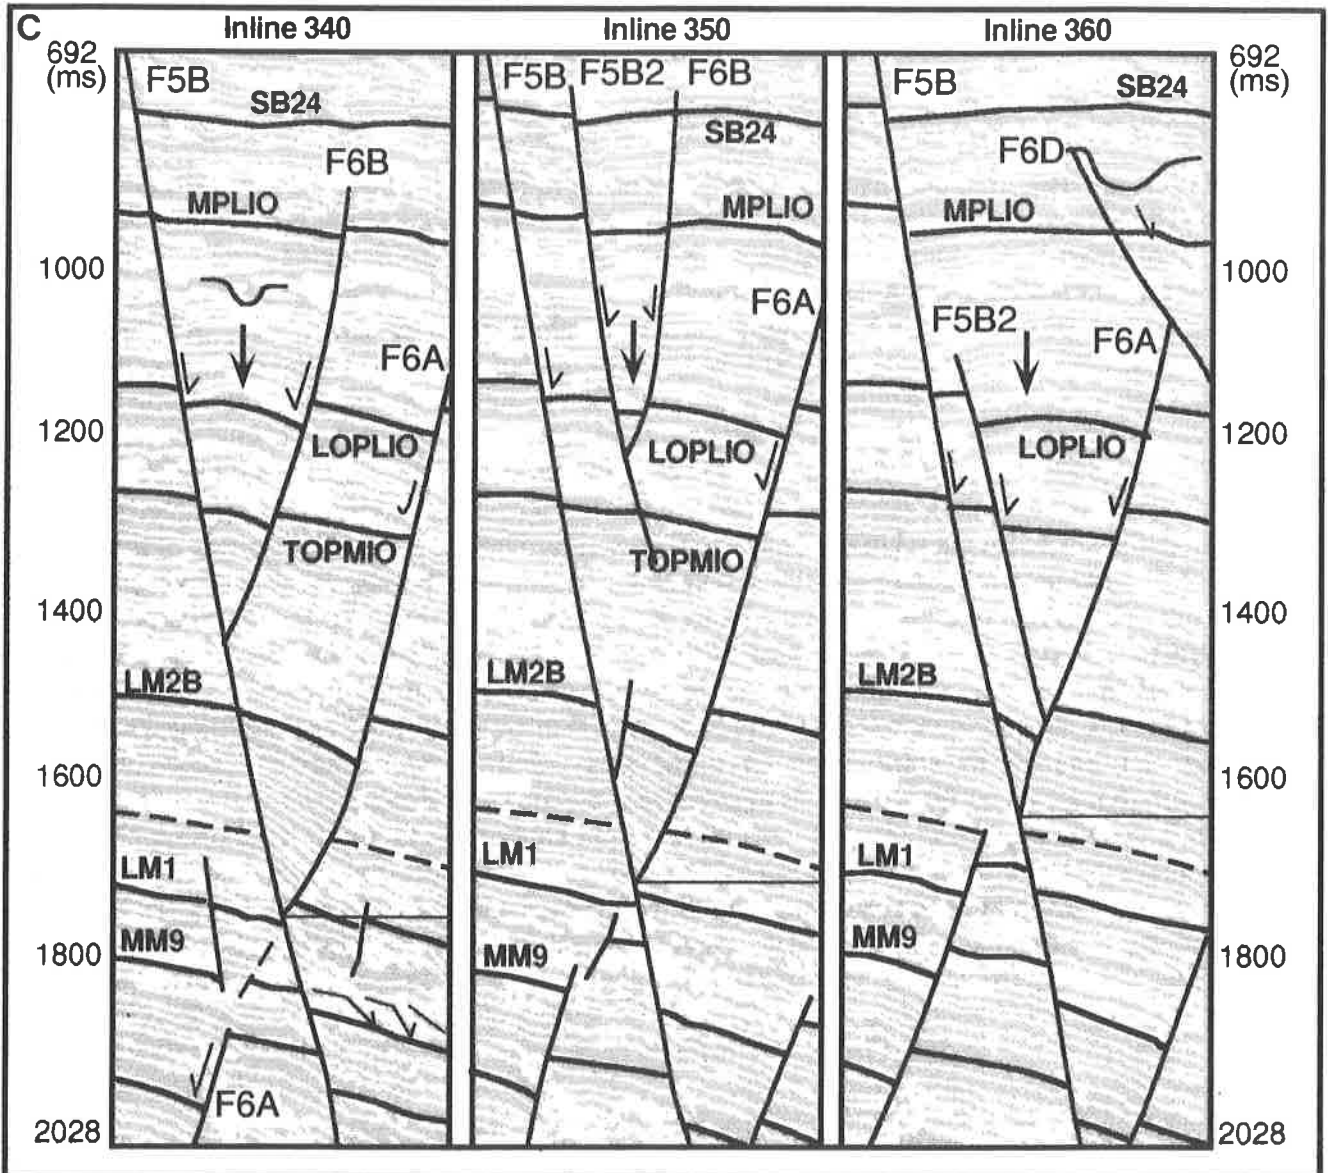 C
Inline 340 Inline 350 Inline 360
692 692
(ms) (ms)
F5B F5B F5B2 F6B F5B
SB24 SB24 SB24
F6B F6D
MPLIO MPLIO MPLIO
1000 1000
F6A F5B2 F6A
F6A
1200 1200
LOPLIO LOPLIO LOPLIO
TOPMIO TOPMIO
1400 1400
LM2B LM2B LM2B
1600 1600
LM1 LM1 LM1
MM9 MM9 MM9
1800 1800
F6A
2028 2028